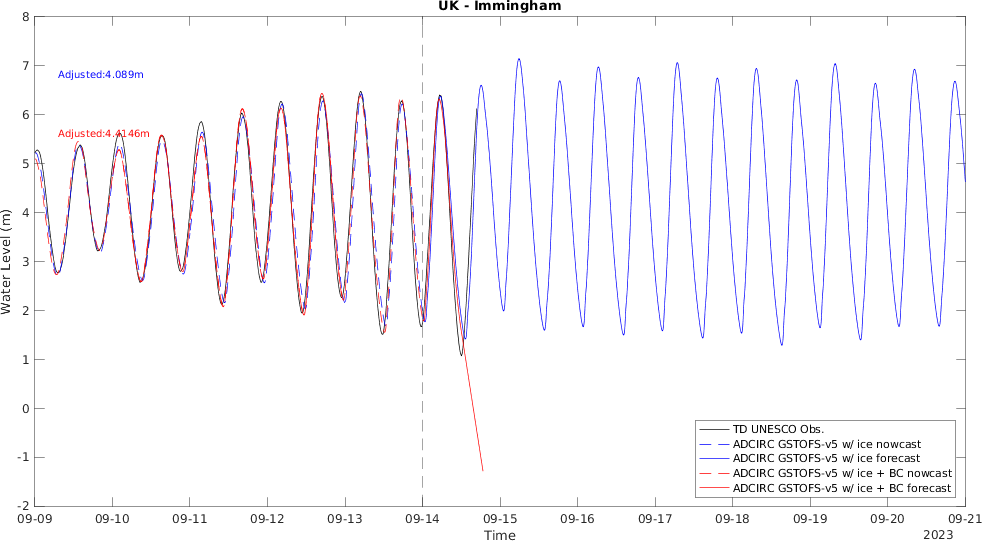 UK - Immingham
8
7
6
5
4
3
2
1
0
-1
-2
Water Level (m)
Adjusted:4.089m
Adjusted:4.4146m
TD UNESCO Obs.
ADCIRC GSTOFS-v5 w/ ice nowcast
ADCIRC GSTOFS-v5 w/ ice forecast
ADCIRC GSTOFS-v5 w/ ice + BC nowcast
ADCIRC GSTOFS-v5 w/ ice + BC forecast
09-09 09-10 09-11 09-12 09-13 09-14 09-15 09-16 09-17 09-18 09-19 09-20 09-21
Time
2023